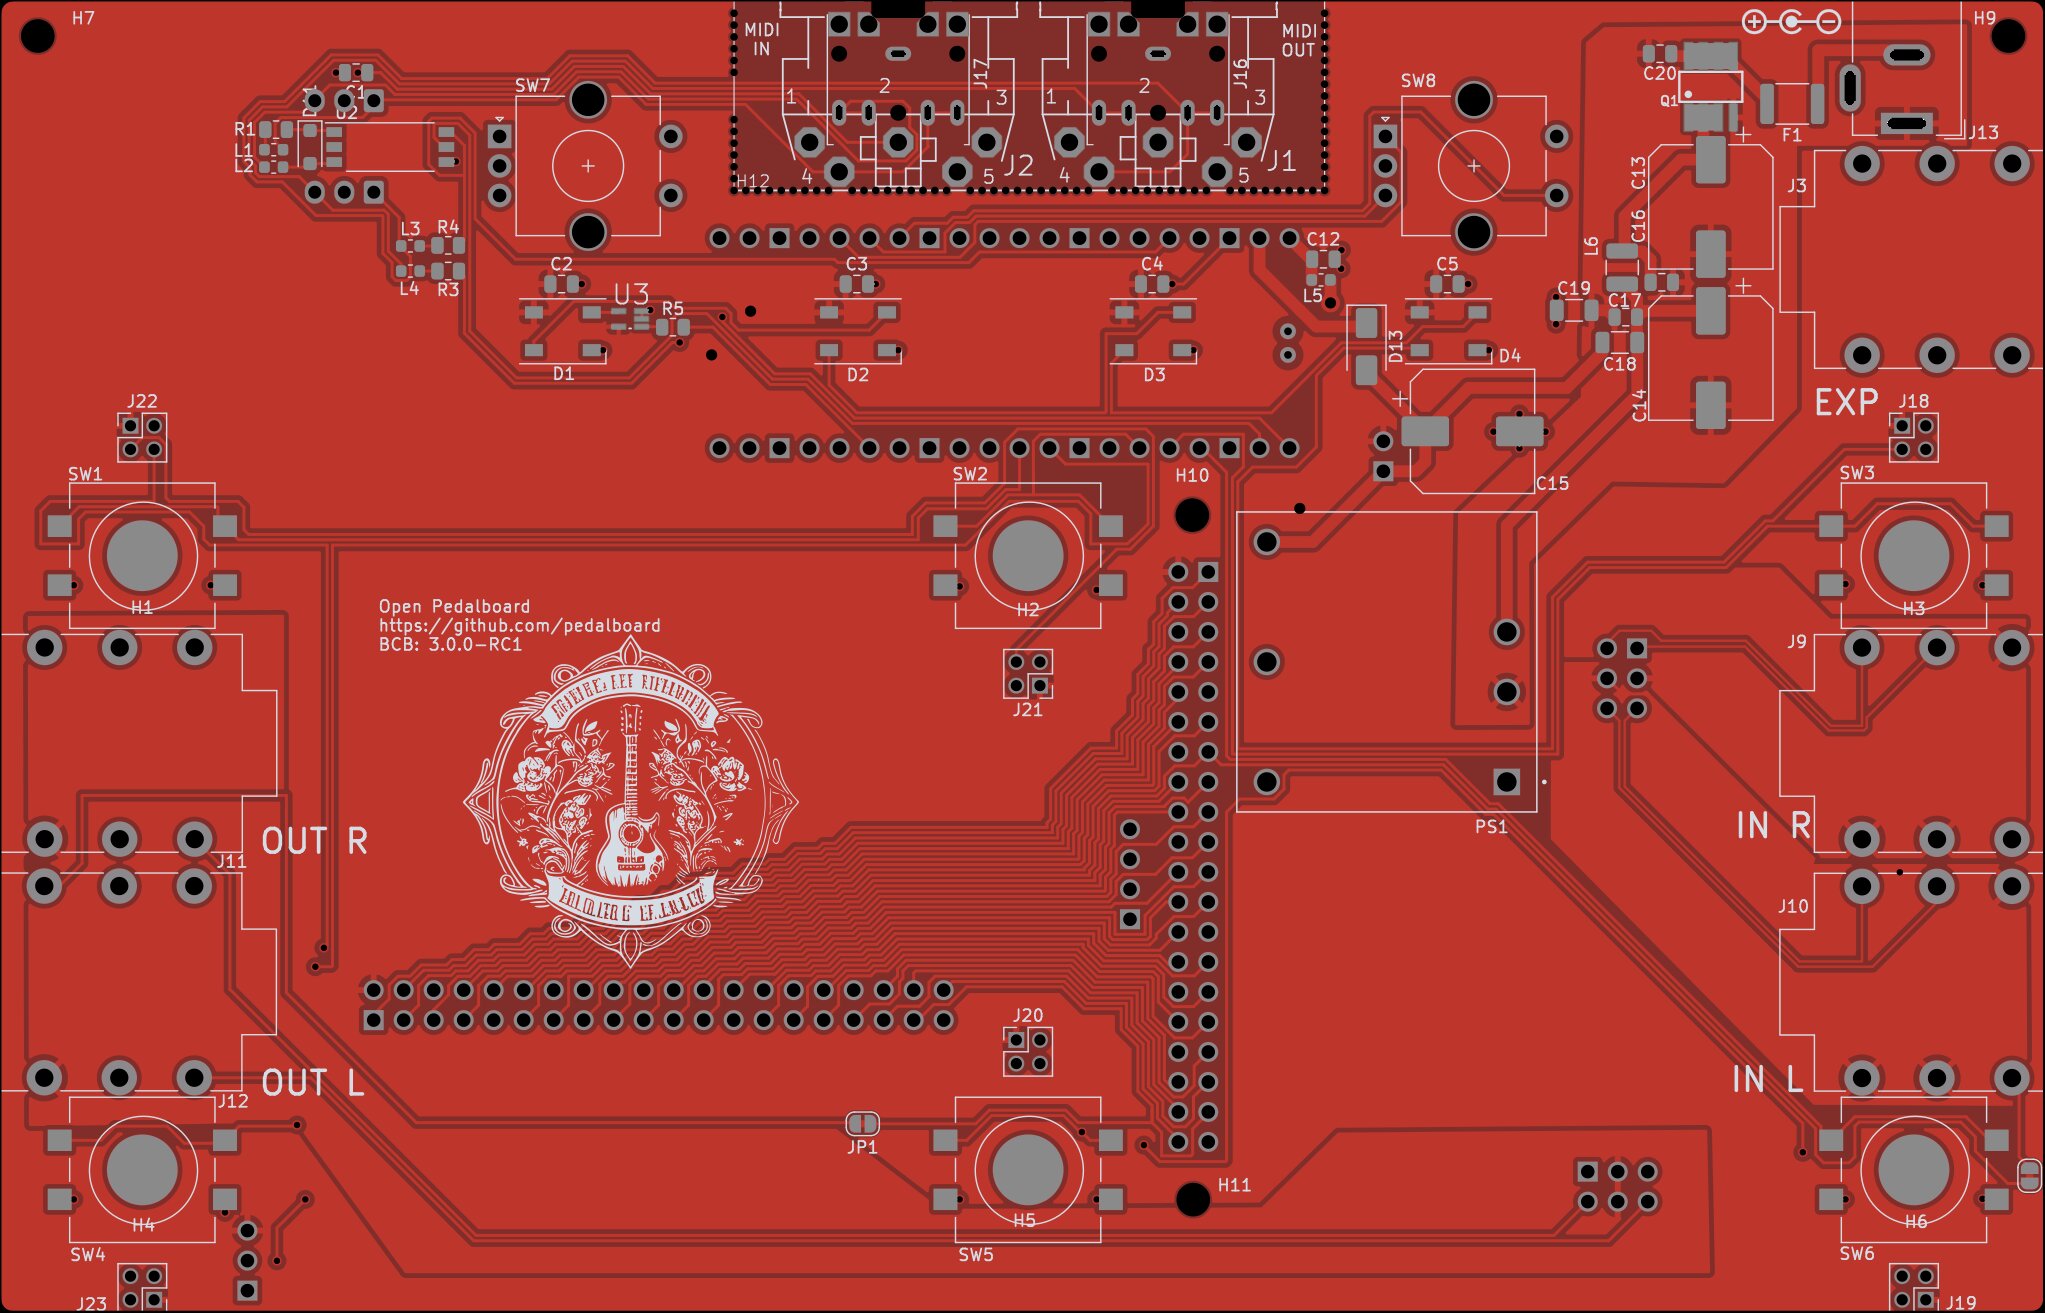 H7
MIDI
IN
MIDI
OUT
H9
SW7
SW8
C20
Q1
F1
J13
J17
J16
C1
U2
R1
L1
L2
1
2
3
1
2
3
4
5
4
5
H12
J2
J1
C13
J3
C16
L3
R4
L4
R3
C2
C3
C4
C12
L5
C5
L6
C17
C19
C18
C14
U3
R5
D1
D2
D3
D13
D4
EXP
J22
J18
SW1
SW2
H10
C15
SW3
H1
H2
H3
Open Pedalboard
https://github.com/pedalboard
BCB: 3.0.0-RC1
J9
J21
OUT R
J11
PS1
IN R
J10
J20
OUT L
J12
IN L
JP1
H11
H4
H5
H6
SW4
SW5
SW6
J23
J19